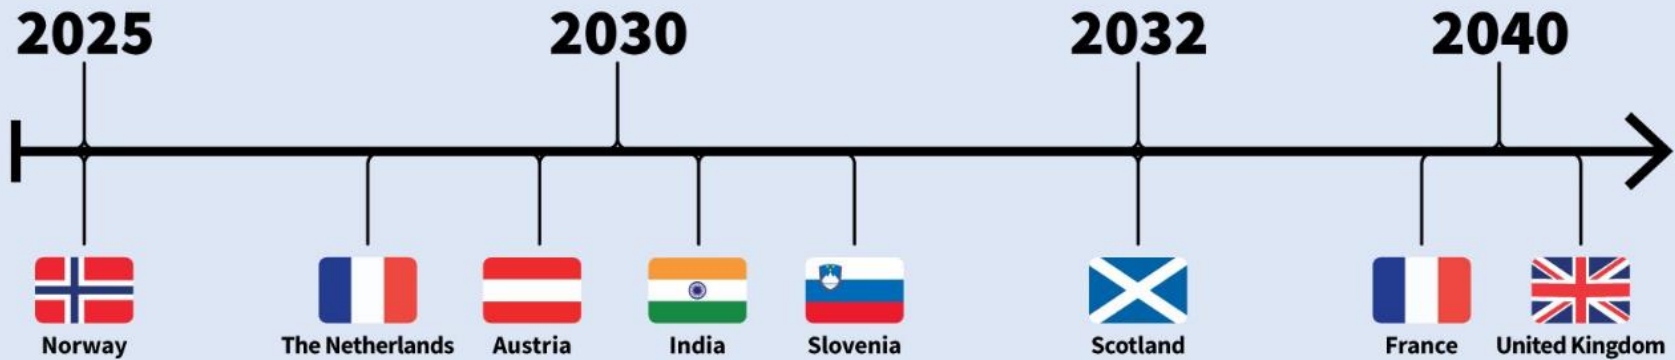 2025 2030 2032 2040
Norway The Netherlands Austria India Slovenia Scotland France United Kingdom